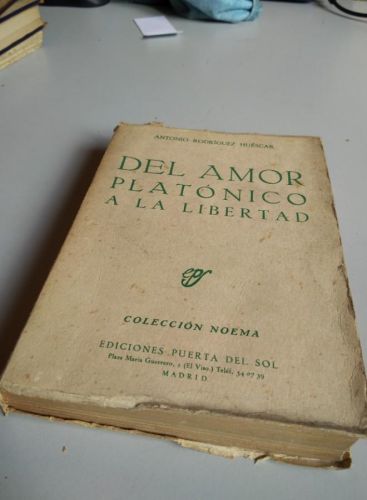 ANTONIO RODRÍGUEZ HUÉSCAR
DEL AMOR
PLATÓNICO
A LA LIBERTAD
COLECCIÓN NOEMA
EDICIONES PUERTA DEL SOL
Plaza María Guerrero, 2 (El Viso.) Teléf. 34 07 39
MADRID